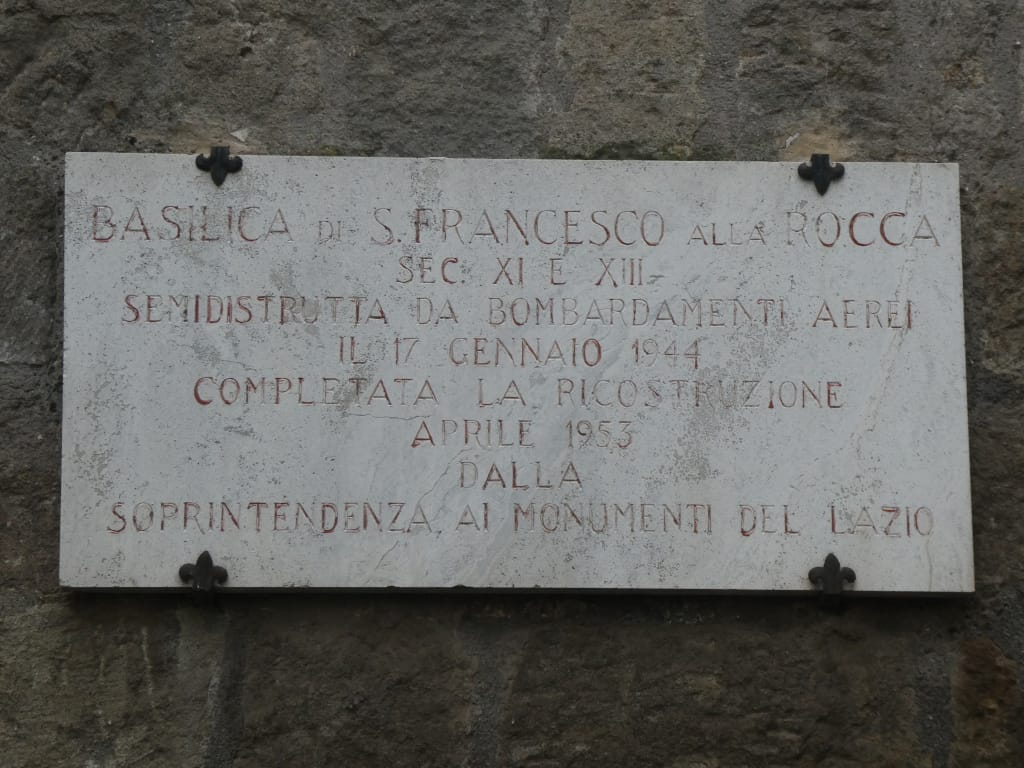 BASILICA DI S. FRANCESCO ALLA ROCCA
SEC. XI E XIII
SEMIDISTRUTTA DA BOMBARDAMENTI AEREI
IL 17 GENNAIO 1944
COMPLETATA LA RICOSTRUZIONE
APRILE 1953
DALLA
SOPRINTENDENZA AI MONUMENTI DEL LAZIO